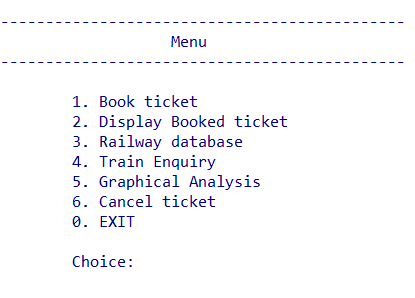 ---------------------------------------------
Menu
---------------------------------------------
1. Book ticket
2. Display Booked ticket
3. Railway database
4. Train Enquiry
5. Graphical Analysis
6. Cancel ticket
0. EXIT
Choice: